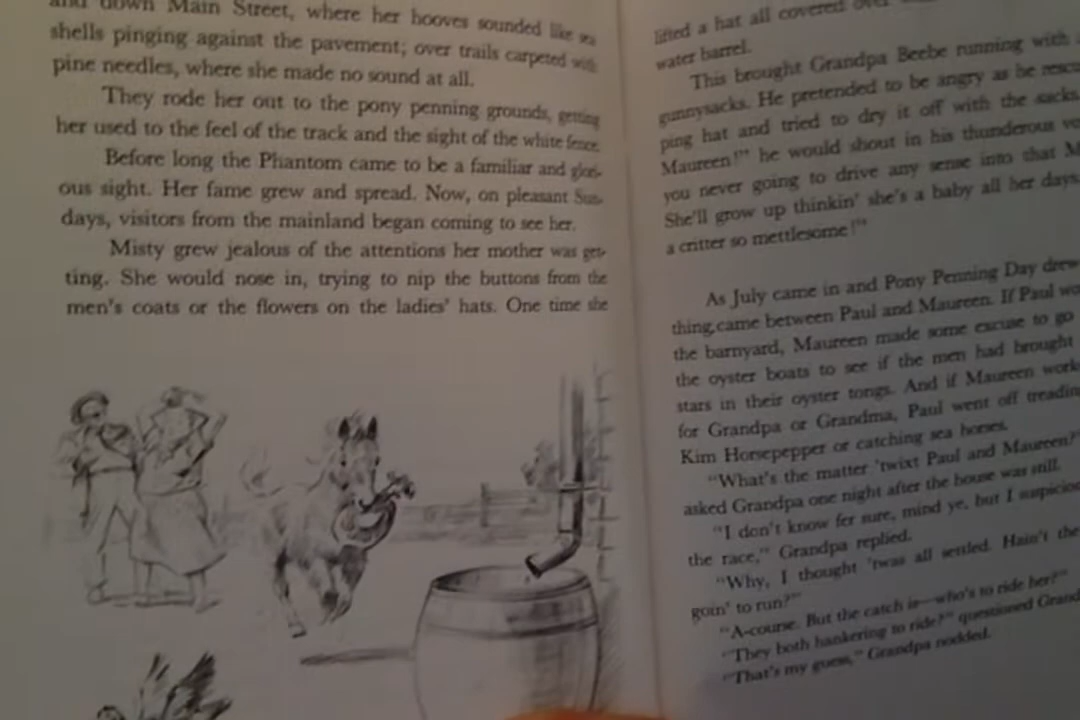 and down Main Street, where her hooves sounded like sea
shells pinging against the pavement; over trails carpeted with
pine needles, where she made no sound at all.
They rode her out to the pony penning grounds, getting
her used to the feel of the track and the sight of the white fence.
Before long the Phantom came to be a familiar and glori-
ous sight. Her fame grew and spread. Now, on pleasant Sun-
days, visitors from the mainland began coming to see her.
Misty grew jealous of the attentions her mother was get-
ting. She would nose in, trying to nip the buttons from the
men's coats or the flowers on the ladies' hats. One time she
lifted a hat all covered over
water barrel.
This brought Grandpa Beebe running with
gunnysacks. He pretended to be angry as he
ping hat and tried to dry it off with the sacks.
Maureen!" he would shout in his thunderous
you never going to drive any sense into that
She'll grow up thinkin' she's a baby all her days
a critter so mettlesome!"
As July came in and Pony Penning Day drew
thing came between Paul and Maureen. If Paul
the barnyard, Maureen made some excuse to go
the oyster boats to see if the men had brought
stars in their oyster tongs. And if Maureen
for Grandpa or Grandma, Paul went off
Kim Horsepepper or catching sea horses.
"What's the matter 'twixt Paul and Maureen?"
asked Grandpa one night after the house was still.
"I don't know fer sure, mind ye, but I
the race," Grandpa replied.
"Why, I thought 'twas all settled. Hain't the
goin' to run?"
"A-course. But the catch is—who's to ride her?"
"They both hankering to ride?" questioned
"That's my guess," Grandpa nodded.